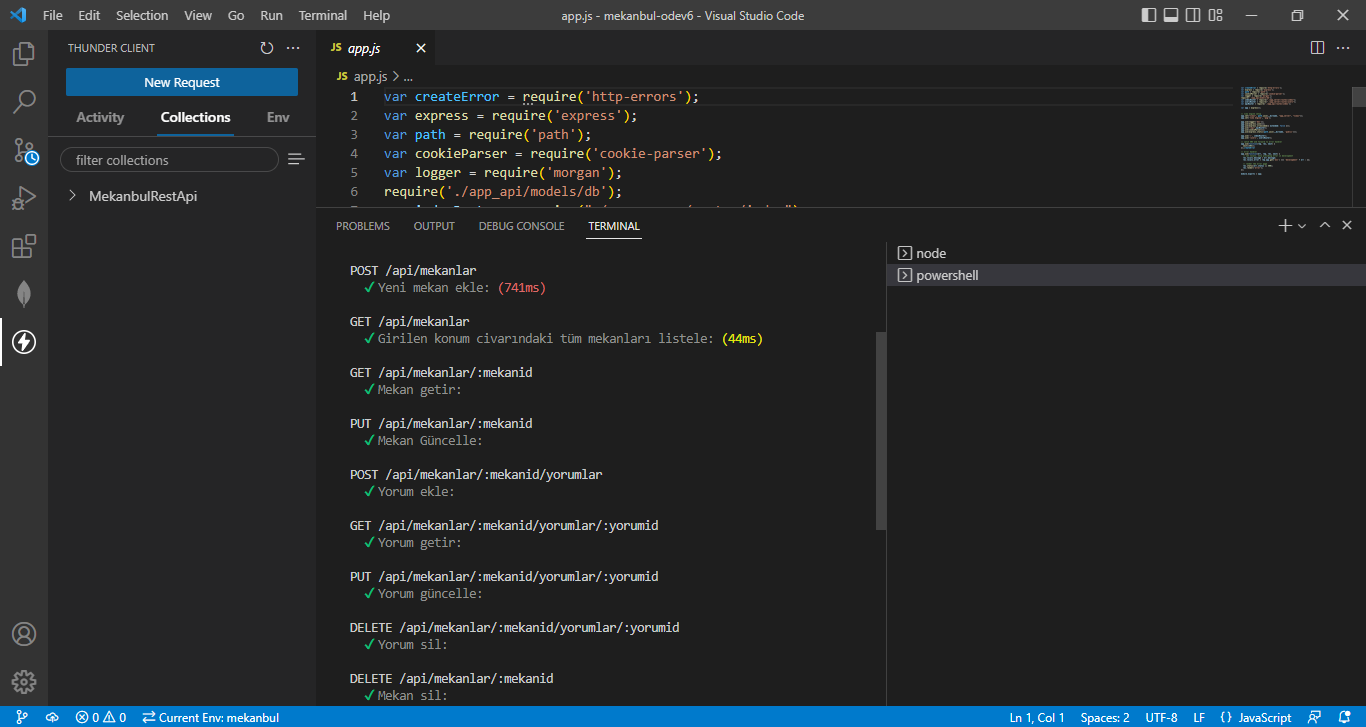 File Edit Selection View Go Run Terminal Help
app.js - mekanbul-odev6 - Visual Studio Code
THUNDER CLIENT
New Request
Activity Collections Env
filter collections
MekanbulRestApi
JS app.js
JS app.js > ...
1 var createError = require('http-errors');
2 var express = require('express');
3 var path = require('path');
4 var cookieParser = require('cookie-parser');
5 var logger = require('morgan');
6 require('./app_api/models/db');
PROBLEMS OUTPUT DEBUG CONSOLE TERMINAL
node
powershell
POST /api/mekanlar
✓ Yeni mekan ekle: (741ms)
GET /api/mekanlar
✓ Girilen konum civarındaki tüm mekanları listele: (44ms)
GET /api/mekanlar/:mekanid
✓ Mekan getir:
PUT /api/mekanlar/:mekanid
✓ Mekan Güncelle:
POST /api/mekanlar/:mekanid/yorumlar
✓ Yorum ekle:
GET /api/mekanlar/:mekanid/yorumlar/:yorumid
✓ Yorum getir:
PUT /api/mekanlar/:mekanid/yorumlar/:yorumid
✓ Yorum güncelle:
DELETE /api/mekanlar/:mekanid/yorumlar/:yorumid
✓ Yorum sil:
DELETE /api/mekanlar/:mekanid
✓ Mekan sil:
0 0 Current Env: mekanbul
Ln 1, Col 1 Spaces: 2 UTF-8 LF {} JavaScript